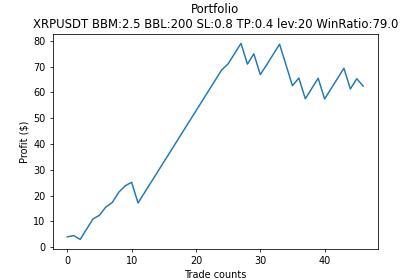 Portfolio
XRPUSDT BBM:2.5 BBL:200 SL:0.8 TP:0.4 lev:20 WinRatio:79.0
80
70
60
50
40
30
20
10
0
Profit ($)
0 10 20 30 40
Trade counts